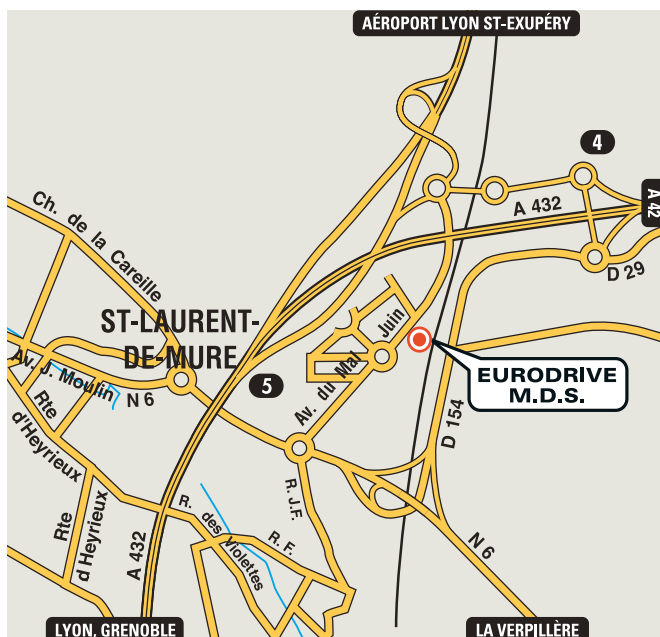 AÉROPORT LYON ST-EXUPÉRY
4
A 42
A 432
Ch. de la Careille
D 29
ST-LAURENT-
DE-MURE
Juin
Av. du Mal
Av. J. Moulin
N 6
5
EURODRIVE
M.D.S.
Rte
d'Heyrieux
D 154
Rte
d Heyrieux
A 432
R. des Violettes
R. J.F.
R. F.
N 6
LYON, GRENOBLE
LA VERPILLÈRE